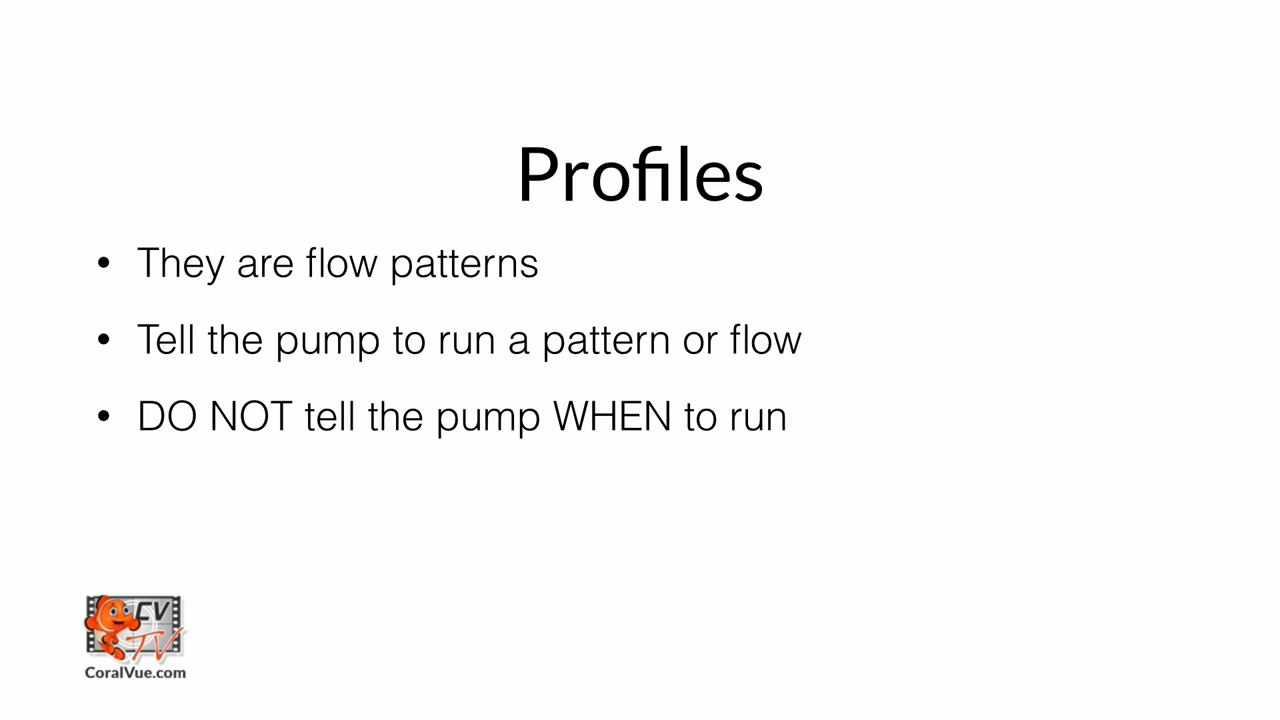 Profiles
• They are flow patterns
• Tell the pump to run a pattern or flow
• DO NOT tell the pump WHEN to run
CV
TV
CoralVue.com